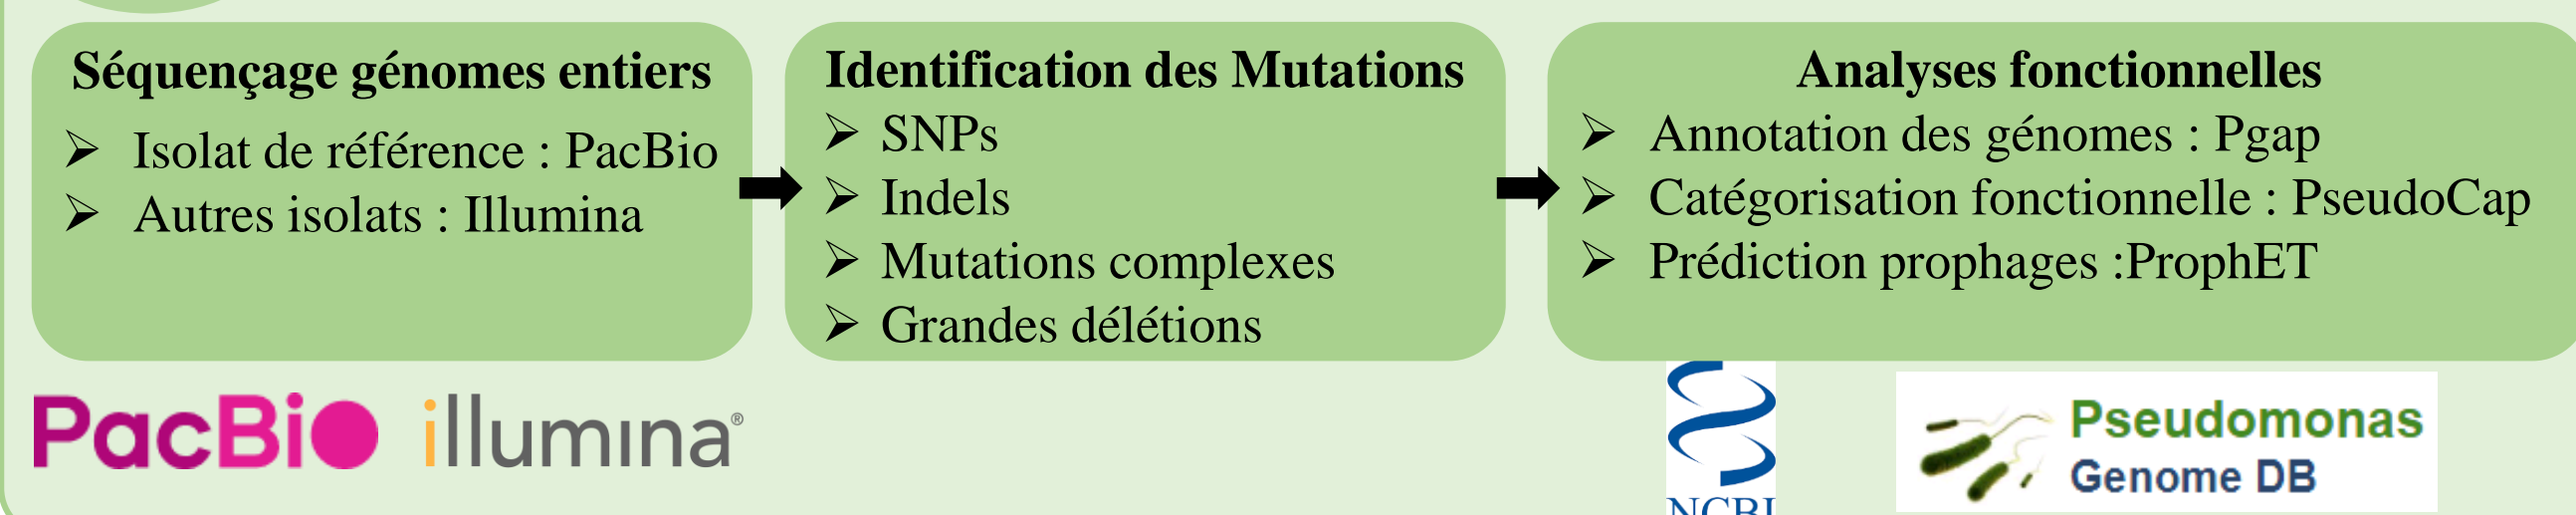 Séquençage génomes entiers
➢ Isolat de référence : PacBio
➢ Autres isolats : Illumina
Identification des Mutations
➢ SNPs
➢ Indels
➢ Mutations complexes
➢ Grandes délétions
Analyses fonctionnelles
➢ Annotation des génomes : Pgap
➢ Catégorisation fonctionnelle : PseudoCap
➢ Prédiction prophages :ProphET
PacBio
illumina®
NCBI
Pseudomonas
Genome DB